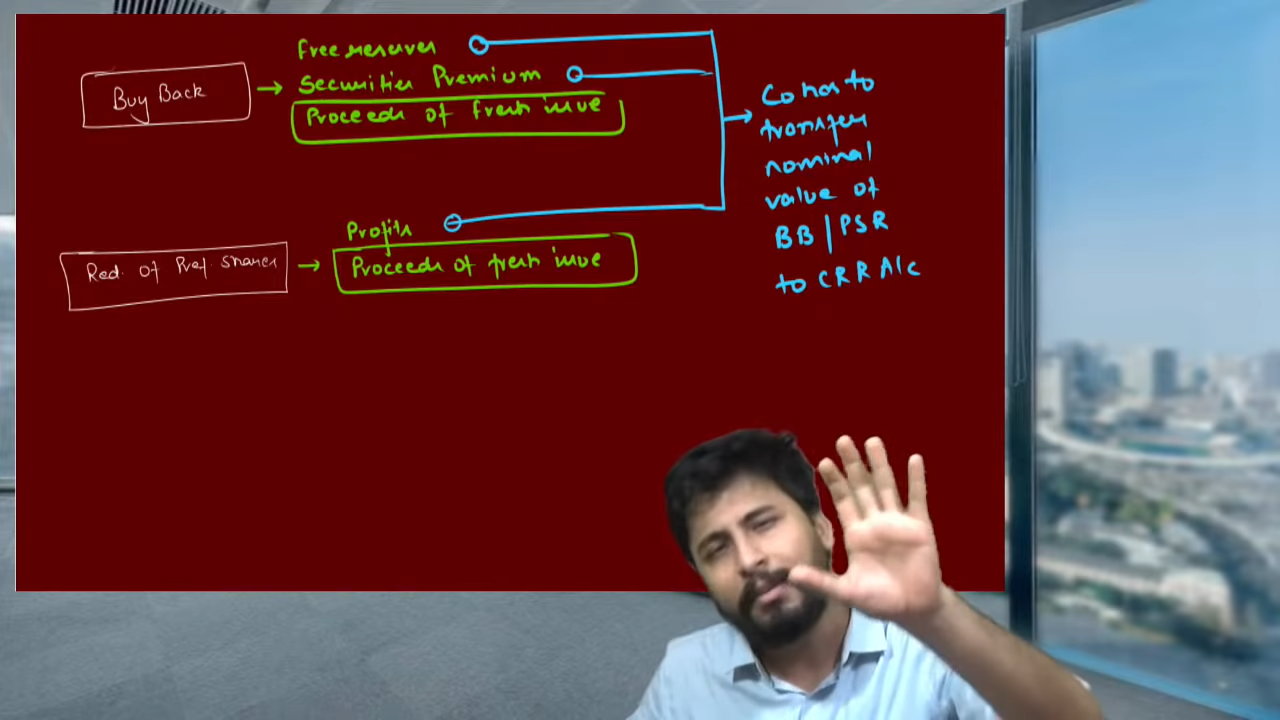 Buy Back
Free reserves
Securities Premium
Proceeds of fresh issue
Red. of Pref. Shares
Profits
Proceeds of fresh issue
Co has to
transfer
nominal
value of
BB | PSR
to CRR A/c